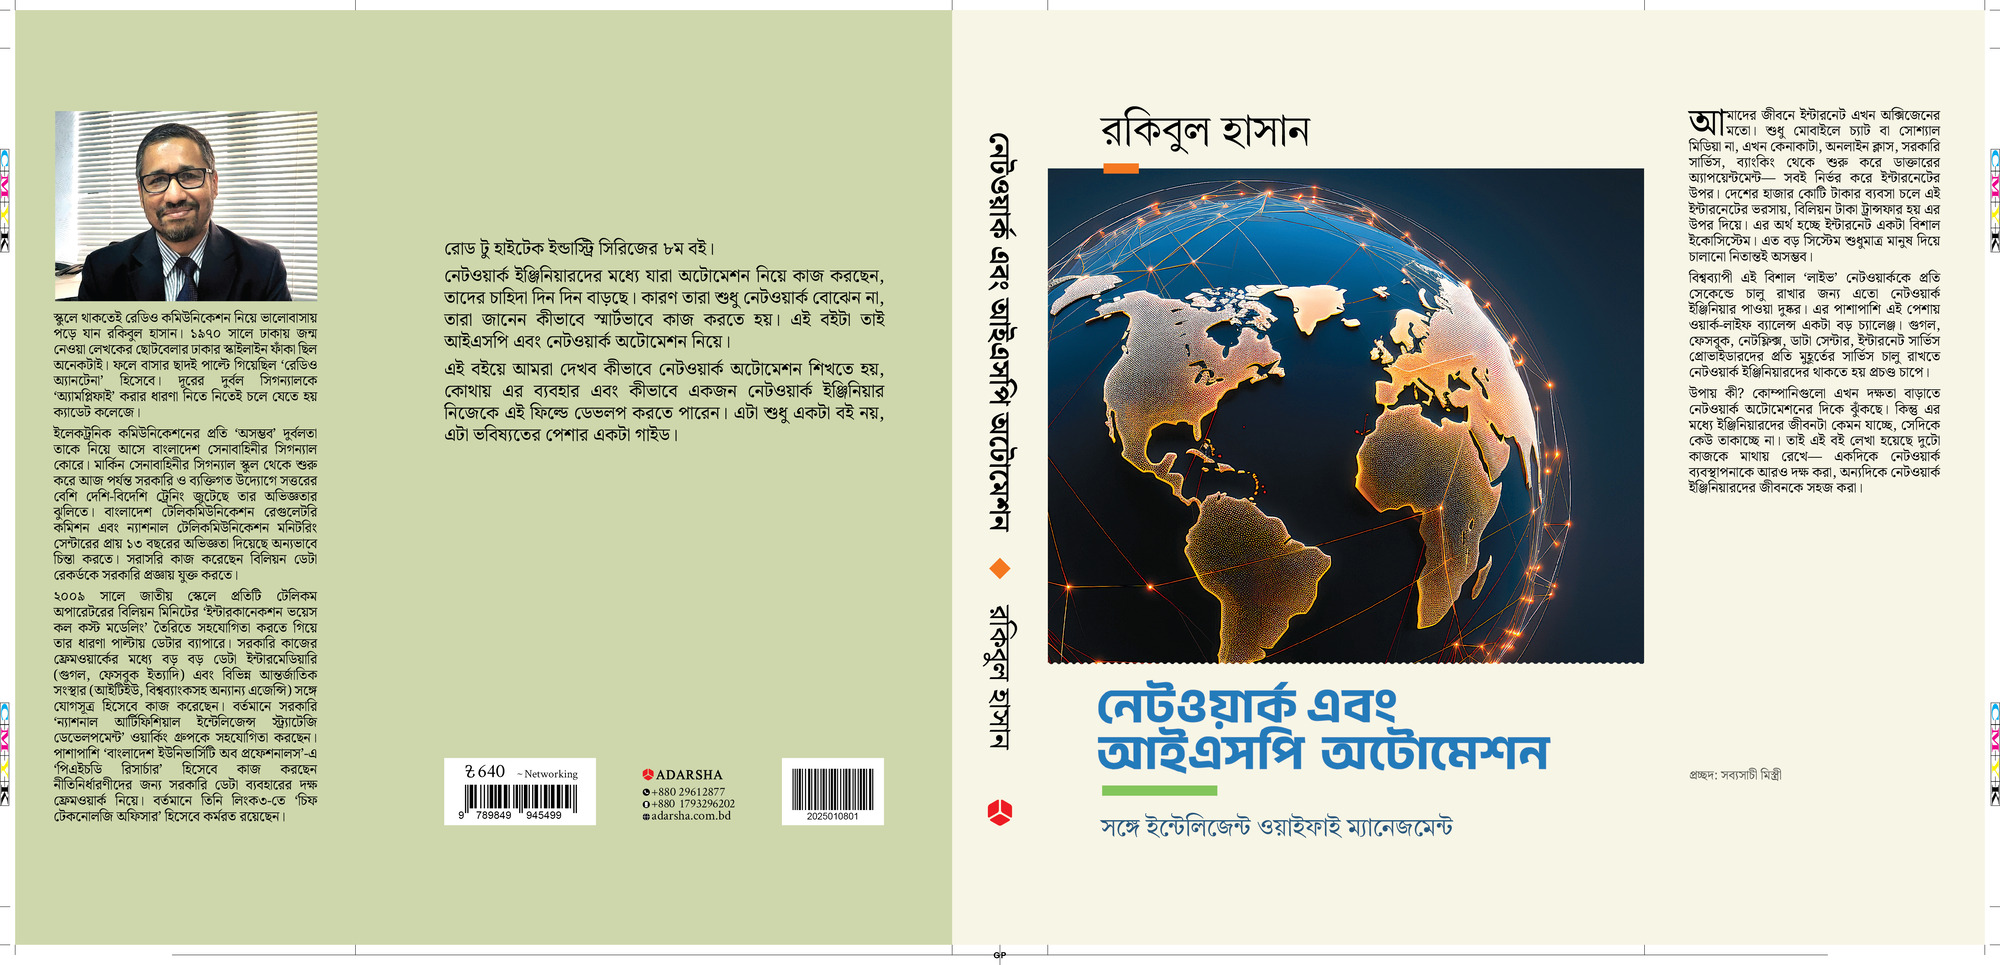 স্কুলে থাকতেই রেডিও কমিউনিকেশন নিয়ে ভালোবাসায়
পড়ে যান রকিবুল হাসান। ১৯৭০ সালে ঢাকায় জন্ম
নেওয়া লেখকের ছোটবেলার ঢাকার স্কাইলাইন ফাঁকা ছিল
অনেকটাই। ফলে বাসার ছাদই পাল্টে গিয়েছিল ‘রেডিও
অ্যানটেনা’ হিসেবে। দূরের দুর্বল সিগন্যালকে
‘অ্যামপ্লিফাই’ করার ধারণা নিতে নিতেই চলে যেতে হয়
ক্যাডেট কলেজে।
ইলেকট্রনিক কমিউনিকেশনের প্রতি ‘অসম্ভব’ দুর্বলতা
তাকে নিয়ে আসে বাংলাদেশ সেনাবাহিনীর সিগন্যাল
কোরে। মার্কিন সেনাবাহিনীর সিগন্যাল স্কুল থেকে শুরু
করে আজ পর্যন্ত সরকারি ও ব্যক্তিগত উদ্যোগে সত্তরের
বেশি দেশি-বিদেশি ট্রেনিং জুটেছে তার অভিজ্ঞতার
ঝুলিতে। বাংলাদেশ টেলিকমিউনিকেশন রেগুলেটরি
কমিশন এবং ন্যাশনাল টেলিকমিউনিকেশন মনিটরিং
সেন্টারের প্রায় ১৩ বছরের অভিজ্ঞতা দিয়েছে অন্যভাবে
চিন্তা করতে। সরাসরি কাজ করেছেন বিলিয়ন ডেটা
রেকর্ডকে সরকারি প্রজ্ঞায় যুক্ত করতে।
২০০৯ সালে জাতীয় স্কেলে প্রতিটি টেলিকম
অপারেটরের বিলিয়ন মিনিটের ‘ইন্টারকানেকশন ভয়েস
কল কস্ট মডেলিং’ তৈরিতে সহযোগিতা করতে গিয়ে
তার ধারণা পাল্টায় ডেটার ব্যাপারে। সরকারি কাজের
ফ্রেমওয়ার্কের মধ্যে বড় বড় ডেটা ইন্টারমেডিয়ারি
(গুগল, ফেসবুক ইত্যাদি) এবং বিভিন্ন আন্তর্জাতিক
সংস্থার (আইটিইউ, বিশ্বব্যাংকসহ অন্যান্য এজেন্সি) সঙ্গে
যোগসূত্র হিসেবে কাজ করেছেন। বর্তমানে সরকারি
‘ন্যাশনাল আর্টিফিশিয়াল ইন্টেলিজেন্স স্ট্র্যাটেজি
ডেভেলপমেন্ট’ ওয়ার্কিং গ্রুপকে সহযোগিতা করছেন।
পাশাপাশি ‘বাংলাদেশ ইউনিভার্সিটি অব প্রফেশনালস’-এ
‘পিএইচডি রিসার্চার’ হিসেবে কাজ করছেন
নীতিনির্ধারণীদের জন্য সরকারি ডেটা ব্যবহারের দক্ষ
ফ্রেমওয়ার্ক নিয়ে। বর্তমানে তিনি লিংক৩-তে ‘চিফ
টেকনোলজি অফিসার’ হিসেবে কর্মরত রয়েছেন।
রোড টু হাইটেক ইন্ডাস্ট্রি সিরিজের ৮ম বই।
নেটওয়ার্ক ইঞ্জিনিয়ারদের মধ্যে যারা অটোমেশন নিয়ে কাজ করছেন,
তাদের চাহিদা দিন দিন বাড়ছে। কারণ তারা শুধু নেটওয়ার্ক বোঝেন না,
তারা জানেন কীভাবে স্মার্টভাবে কাজ করতে হয়। এই বইটা তাই
আইএসপি এবং নেটওয়ার্ক অটোমেশন নিয়ে।
এই বইয়ে আমরা দেখব কীভাবে নেটওয়ার্ক অটোমেশন শিখতে হয়,
কোথায় এর ব্যবহার এবং কীভাবে একজন নেটওয়ার্ক ইঞ্জিনিয়ার
নিজেকে এই ফিল্ডে ডেভলপ করতে পারেন। এটা শুধু একটা বই নয়,
এটা ভবিষ্যতের পেশার একটা গাইড।
৳ 640 ~ Networking
9 789849 945499
ADARSHA
+880 29612877
+880 1793296202
adarsha.com.bd
2025010801
নেটওয়ার্ক এবং আইএসপি অটোমেশন ◆ রকিবুল হাসান
রকিবুল হাসান
নেটওয়ার্ক এবং
আইএসপি অটোমেশন
সঙ্গে ইন্টেলিজেন্ট ওয়াইফাই ম্যানেজমেন্ট
আমাদের জীবনে ইন্টারনেট এখন অক্সিজেনের
মতো। শুধু মোবাইলে চ্যাট বা সোশ্যাল
মিডিয়া না, এখন কেনাকাটা, অনলাইন ক্লাস, সরকারি
সার্ভিস, ব্যাংকিং থেকে শুরু করে ডাক্তারের
অ্যাপয়েন্টমেন্ট— সবই নির্ভর করে ইন্টারনেটের
উপর। দেশের হাজার কোটি টাকার ব্যবসা চলে এই
ইন্টারনেটের ভরসায়, বিলিয়ন টাকা ট্রান্সফার হয় এর
উপর দিয়ে। এর অর্থ হচ্ছে ইন্টারনেট একটা বিশাল
ইকোসিস্টেম। এত বড় সিস্টেম শুধুমাত্র মানুষ দিয়ে
চালানো নিতান্তই অসম্ভব।
বিশ্বব্যাপী এই বিশাল ‘লাইভ’ নেটওয়ার্ককে প্রতি
সেকেন্ডে চালু রাখার জন্য এতো নেটওয়ার্ক
ইঞ্জিনিয়ার পাওয়া দুষ্কর। এর পাশাপাশি এই পেশায়
ওয়ার্ক-লাইফ ব্যালেন্স একটা বড় চ্যালেঞ্জ। গুগল,
ফেসবুক, নেটফ্লিক্স, ডাটা সেন্টার, ইন্টারনেট সার্ভিস
প্রোভাইডারদের প্রতি মুহূর্তের সার্ভিস চালু রাখতে
নেটওয়ার্ক ইঞ্জিনিয়ারদের থাকতে হয় প্রচণ্ড চাপে।
উপায় কী? কোম্পানিগুলো এখন দক্ষতা বাড়াতে
নেটওয়ার্ক অটোমেশনের দিকে ঝুঁকছে। কিন্তু এর
মধ্যে ইঞ্জিনিয়ারদের জীবনটা কেমন যাচ্ছে, সেদিকে
কেউ তাকাচ্ছে না। তাই এই বই লেখা হয়েছে দুটো
কাজকে মাথায় রেখে— একদিকে নেটওয়ার্ক
ব্যবস্থাপনাকে আরও দক্ষ করা, অন্যদিকে নেটওয়ার্ক
ইঞ্জিনিয়ারদের জীবনকে সহজ করা।
প্রচ্ছদ: সব্যসাচী মিস্ত্রী
C M Y K
C M Y K
C M Y K
C M Y K
GP